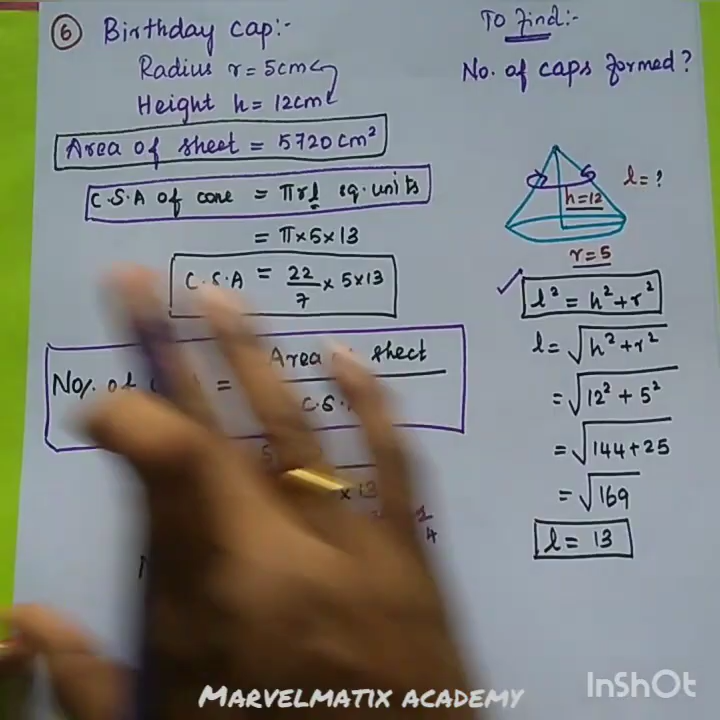 6 Birthday cap:-
Radius r = 5cm
Height h = 12cm
Area of sheet = 5720 cm²
C.S.A of cone = πrl sq. units
= π×5×13
C.S.A = 22/7 × 5×13
No. of = Area sheet / C.S.
× 13
To Find:-
No. of caps formed?
l = ?
h = 12
r = 5
l² = h² + r²
l = √h² + r²
= √12² + 5²
= √144 + 25
= √169
l = 13
MARVELMATIX ACADEMY
InShOt